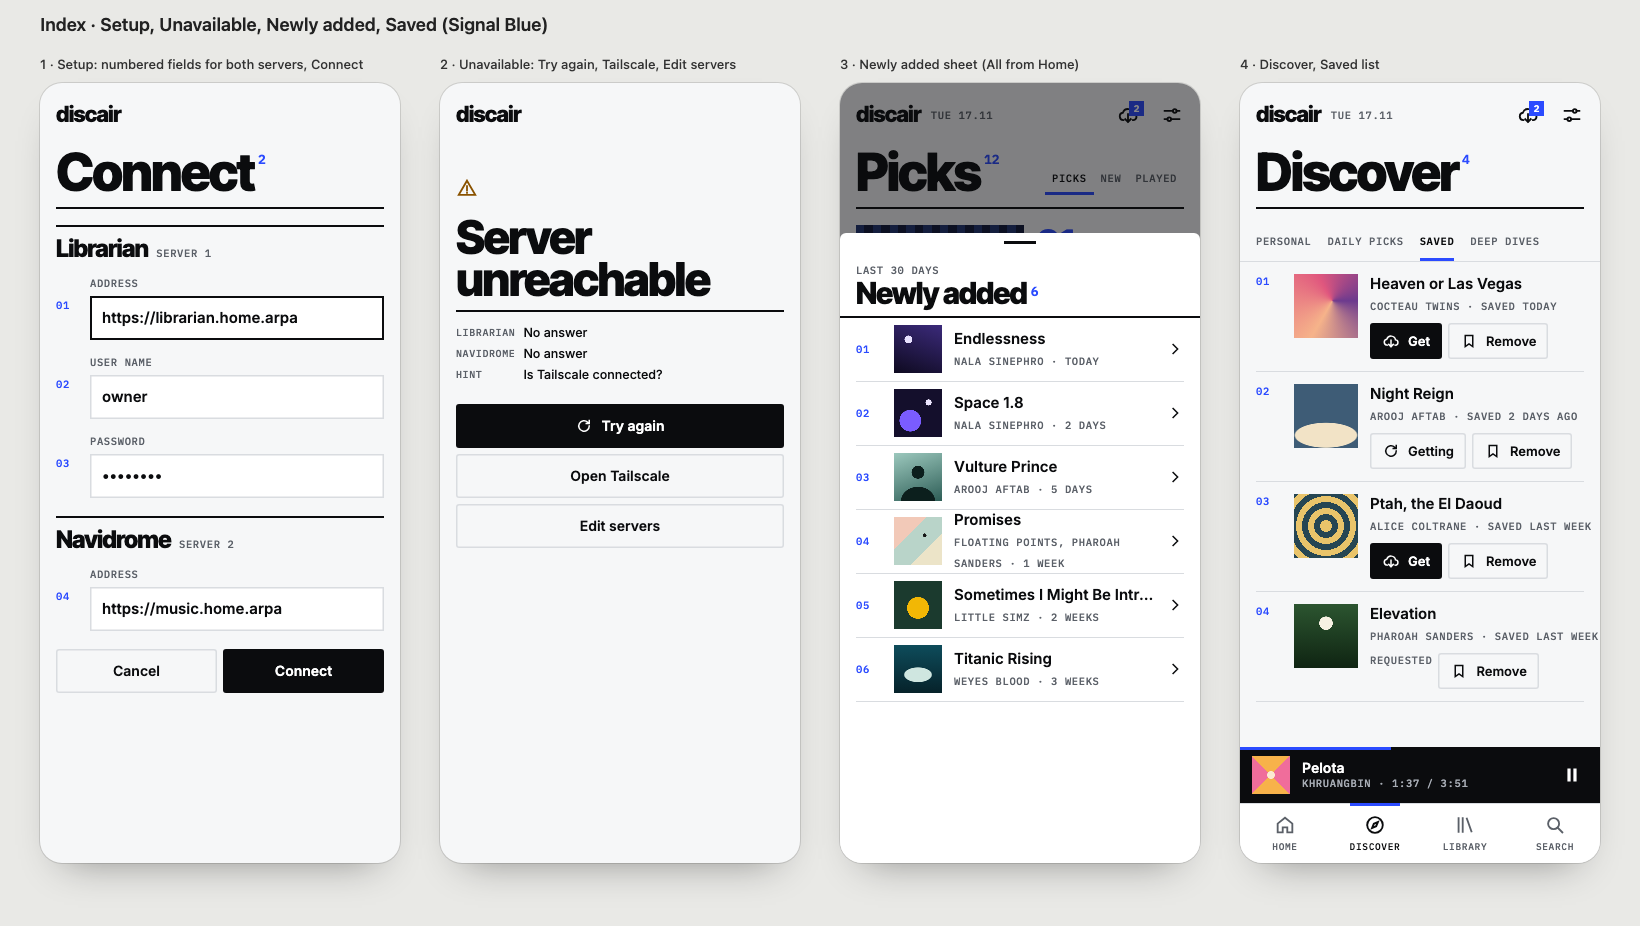 Index · Setup, Unavailable, Newly added, Saved (Signal Blue)
1 · Setup: numbered fields for both servers, Connect
discair
Connect 2
Librarian SERVER 1
ADDRESS
01 https://librarian.home.arpa
USER NAME
02 owner
PASSWORD
03 ••••••••
Navidrome SERVER 2
ADDRESS
04 https://music.home.arpa
Cancel Connect
2 · Unavailable: Try again, Tailscale, Edit servers
discair
Server
unreachable
LIBRARIAN No answer
NAVIDROME No answer
HINT Is Tailscale connected?
Try again
Open Tailscale
Edit servers
3 · Newly added sheet (All from Home)
discair TUE 17.11 2
Picks 12 PICKS NEW PLAYED
LAST 30 DAYS
Newly added 6
01 Endlessness
NALA SINEPHRO · TODAY
02 Space 1.8
NALA SINEPHRO · 2 DAYS
03 Vulture Prince
AROOJ AFTAB · 5 DAYS
04 Promises
FLOATING POINTS, PHAROAH
SANDERS · 1 WEEK
05 Sometimes I Might Be Intr...
LITTLE SIMZ · 2 WEEKS
06 Titanic Rising
WEYES BLOOD · 3 WEEKS
4 · Discover, Saved list
discair TUE 17.11 2
Discover 4
PERSONAL DAILY PICKS SAVED DEEP DIVES
01 Heaven or Las Vegas
COCTEAU TWINS · SAVED TODAY
Get Remove
02 Night Reign
AROOJ AFTAB · SAVED 2 DAYS AGO
Getting Remove
03 Ptah, the El Daoud
ALICE COLTRANE · SAVED LAST WEEK
Get Remove
04 Elevation
PHAROAH SANDERS · SAVED LAST WEEK
REQUESTED Remove
Pelota
KHRUANGBIN · 1:37 / 3:51
HOME DISCOVER LIBRARY SEARCH